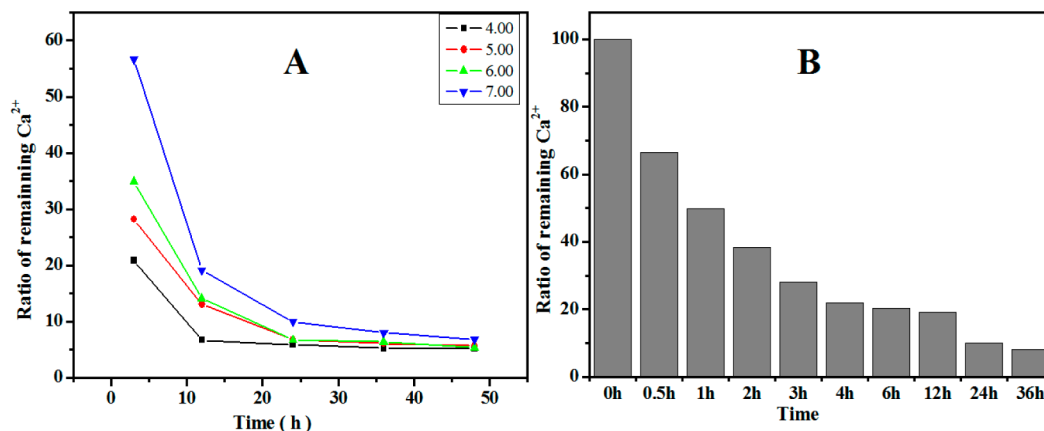 A
4.00
5.00
6.00
7.00
Ratio of remainning Ca²⁺
60
50
40
30
20
10
0
0 10 20 30 40 50
Time ( h )
B
Ratio of remaining Ca²⁺
100
80
60
40
20
0
0h 0.5h 1h 2h 3h 4h 6h 12h 24h 36h
Time